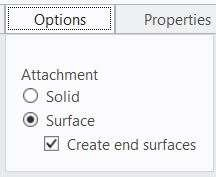 Options Properties
Attachment
Solid
Surface
Create end surfaces